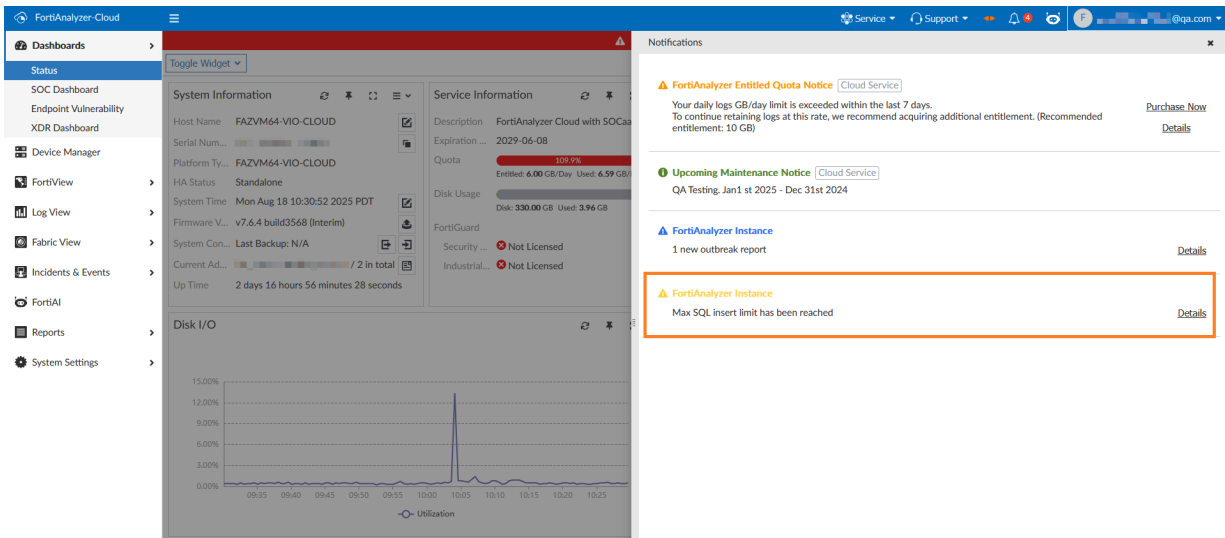 FortiAnalyzer-Cloud
Service
Support
4
F
@qa.com
Dashboards
Status
SOC Dashboard
Endpoint Vulnerability
XDR Dashboard
Device Manager
FortiView
Log View
Fabric View
Incidents & Events
FortiAI
Reports
System Settings
Toggle Widget
System Information
Host Name FAZVM64-VIO-CLOUD
Serial Num...
Platform Ty... FAZVM64-VIO-CLOUD
HA Status Standalone
System Time Mon Aug 18 10:30:52 2025 PDT
Firmware V... v7.6.4 build3568 (Interim)
System Con... Last Backup: N/A
Current Ad... / 2 in total
Up Time 2 days 16 hours 56 minutes 28 seconds
Service Information
Description FortiAnalyzer Cloud with SOCaa
Expiration ... 2029-06-08
Quota 109.9%
Entitled: 6.00 GB/Day Used: 6.59 GB/
Disk Usage
Disk: 330.00 GB Used: 3.96 GB
FortiGuard
Security ... Not Licensed
Industrial... Not Licensed
Disk I/O
15.00%
12.00%
9.00%
6.00%
3.00%
0.00%
09:35 09:40 09:45 09:50 09:55 10:00 10:05 10:10 10:15 10:20 10:25
Utilization
Notifications
FortiAnalyzer Entitled Quota Notice Cloud Service
Your daily logs GB/day limit is exceeded within the last 7 days.
To continue retaining logs at this rate, we recommend acquiring additional entitlement. (Recommended
entitlement: 10 GB)
Purchase Now
Details
Upcoming Maintenance Notice Cloud Service
QA Testing. Jan1 st 2025 - Dec 31st 2024
FortiAnalyzer Instance
1 new outbreak report
Details
FortiAnalyzer Instance
Max SQL insert limit has been reached
Details